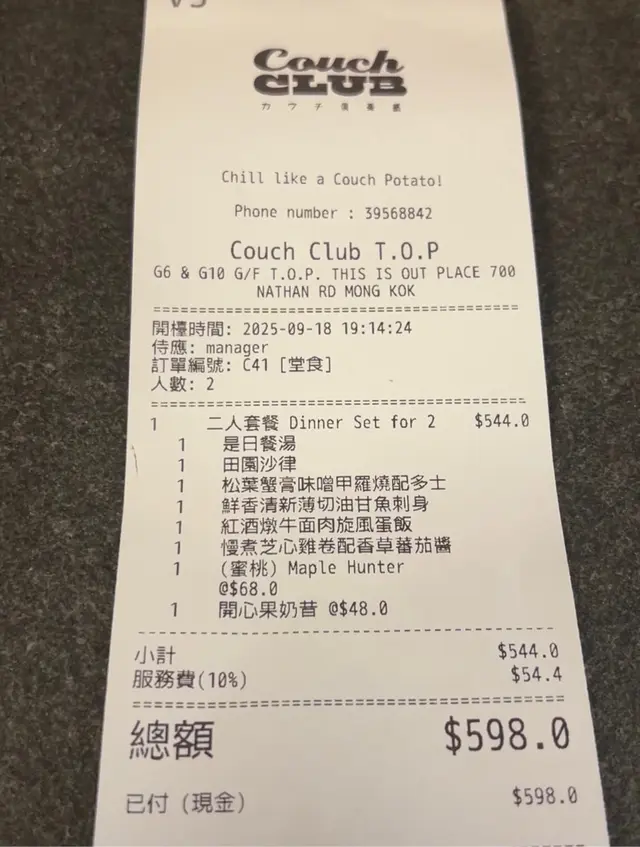 Couch
CLUB
カウチ倶楽部
Chill like a Couch Potato!
Phone number : 39568842
Couch Club T.O.P
G6 & G10 G/F T.O.P. THIS IS OUT PLACE 700
NATHAN RD MONG KOK
開檯時間: 2025-09-18 19:14:24
侍應: manager
訂單編號: C41 [堂食]
人數: 2
1 二人套餐 Dinner Set for 2 $544.0
1 是日餐湯
1 田園沙律
1 松葉蟹膏味噌甲羅燒配多士
1 鮮香清新薄切油甘魚刺身
1 紅酒燉牛面肉旋風蛋飯
1 慢煮芝心雞卷配香草蕃茄醬
1 (蜜桃) Maple Hunter
@$68.0
1 開心果奶昔 @$48.0
小計 $544.0
服務費(10%) $54.4
總額 $598.0
已付 (現金) $598.0